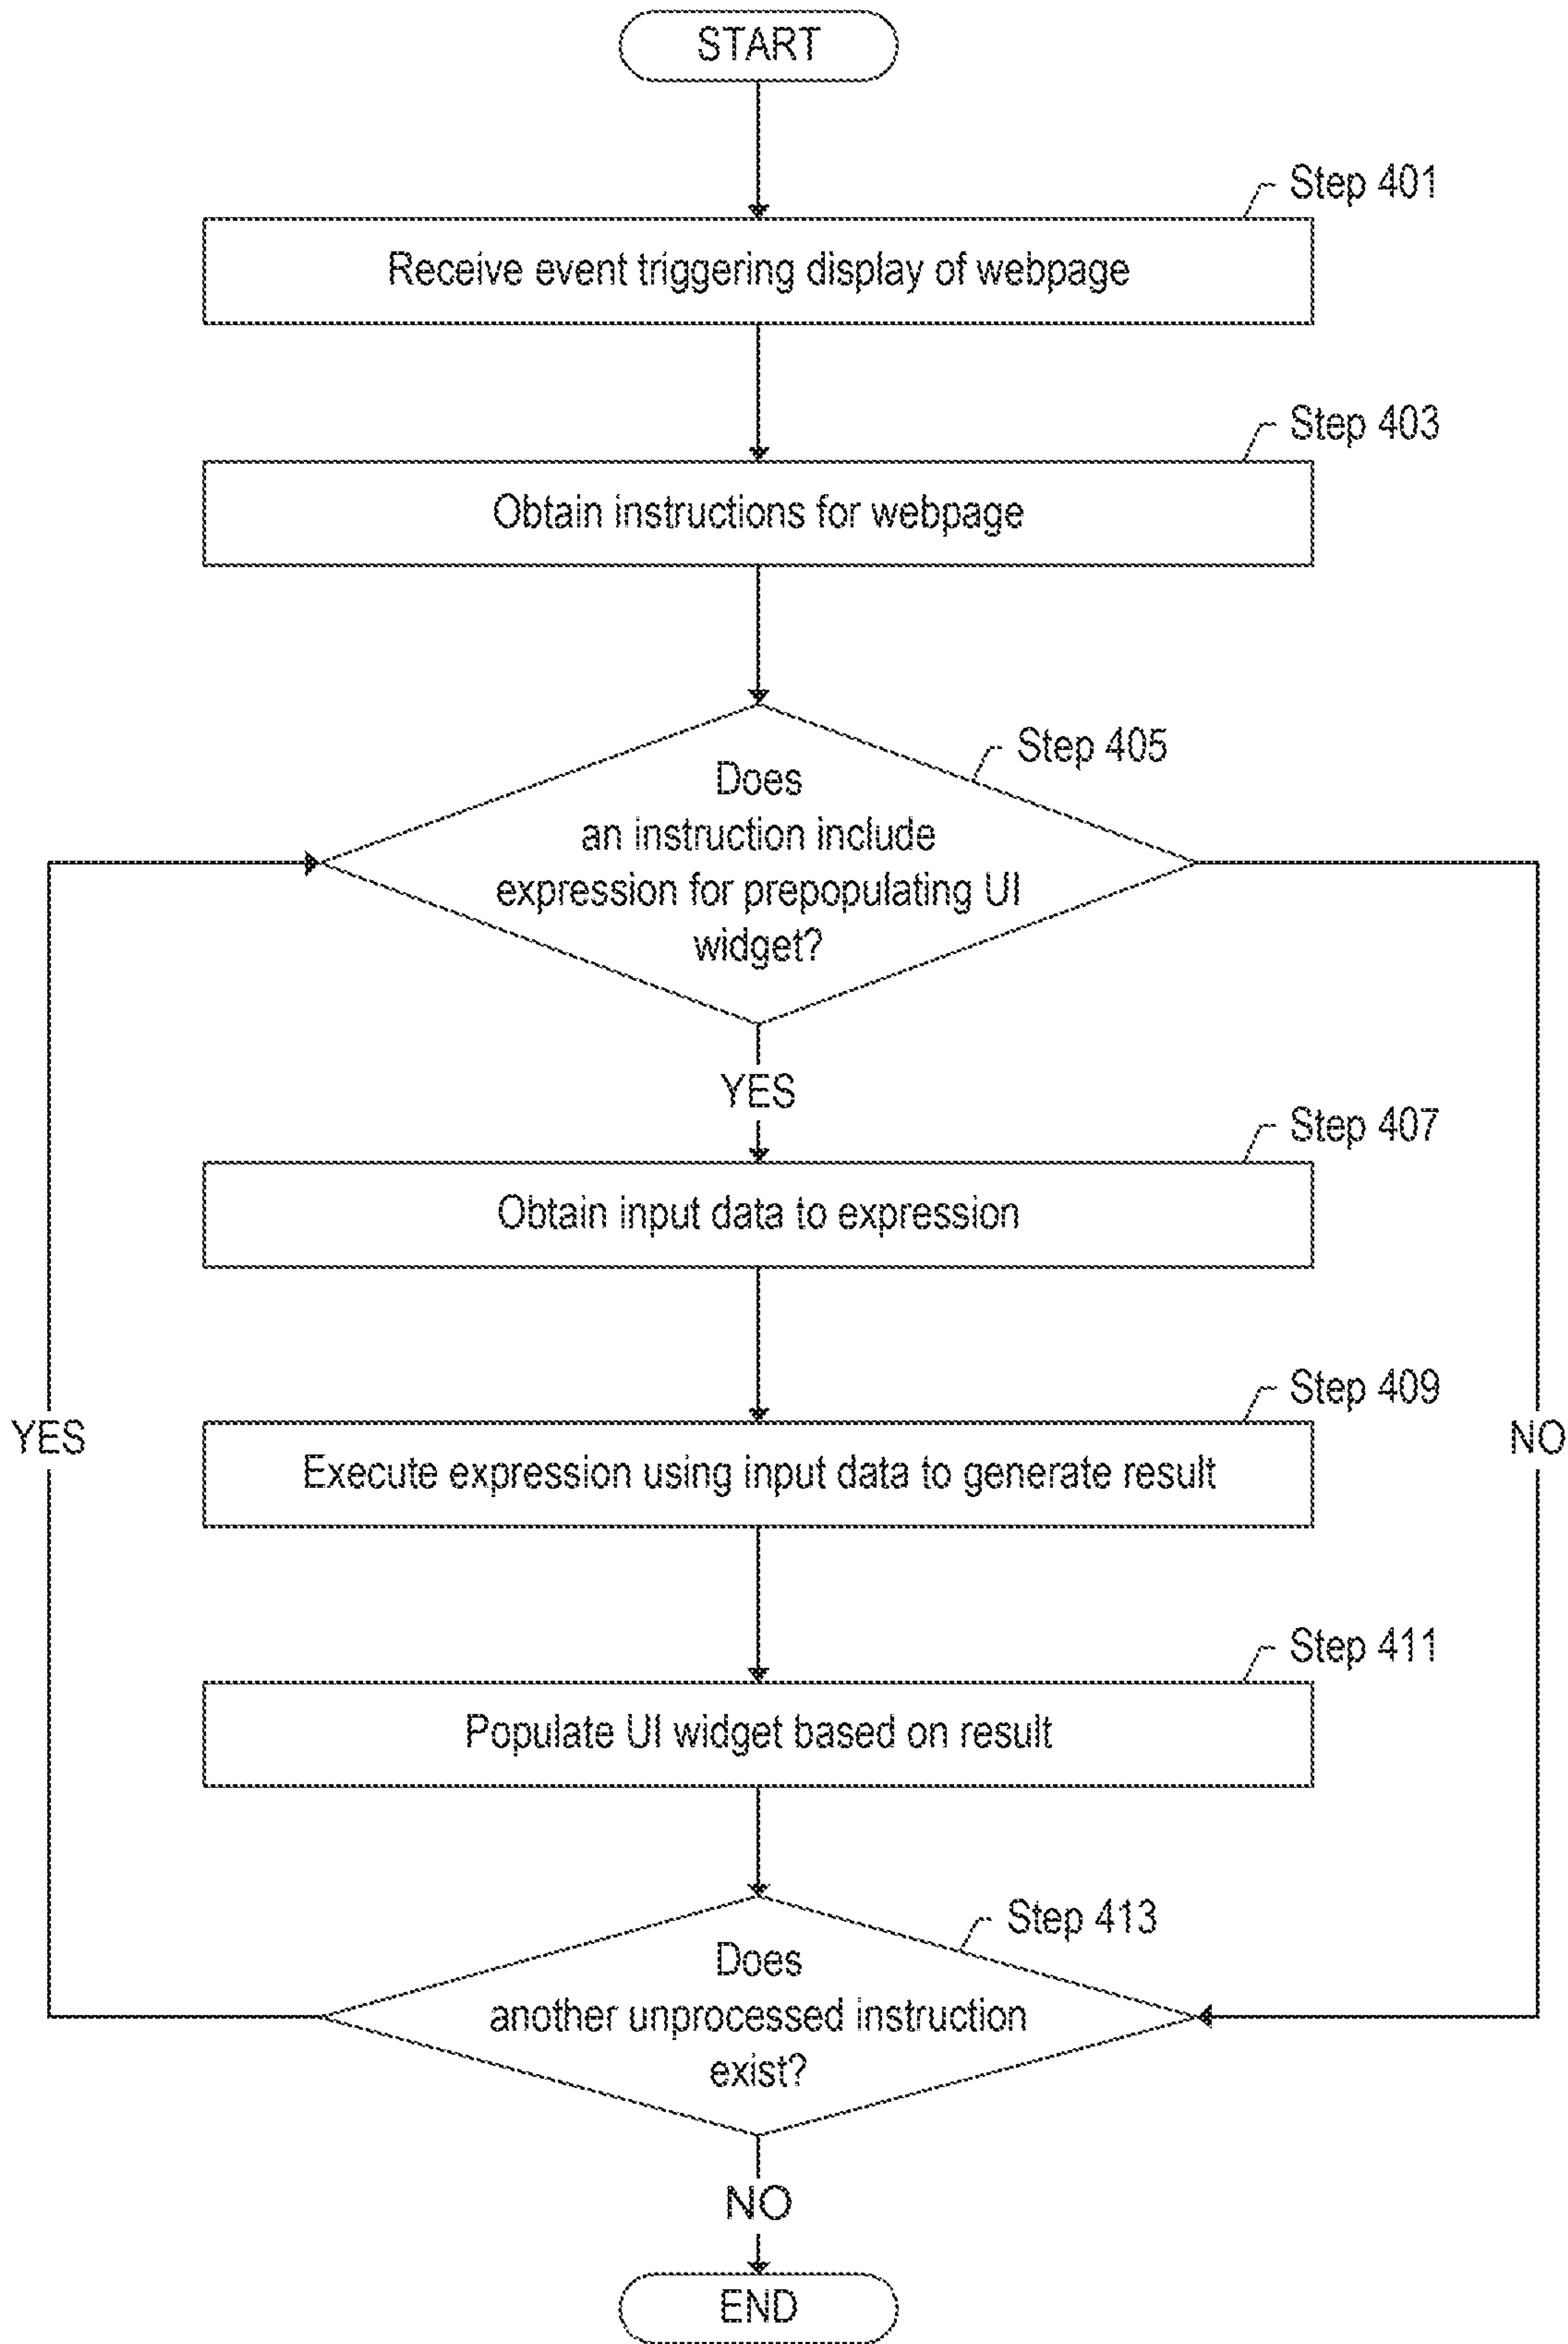 START
Step 401
Receive event triggering display of webpage
Step 403
Obtain instructions for webpage
Step 405
Does
an instruction include
expression for prepopulating UI
widget?
YES
Step 407
Obtain input data to expression
Step 409
YES
NO
Execute expression using input data to generate result
Step 411
Populate UI widget based on result
Step 413
Does
another unprocessed instruction
exist?
NO
END